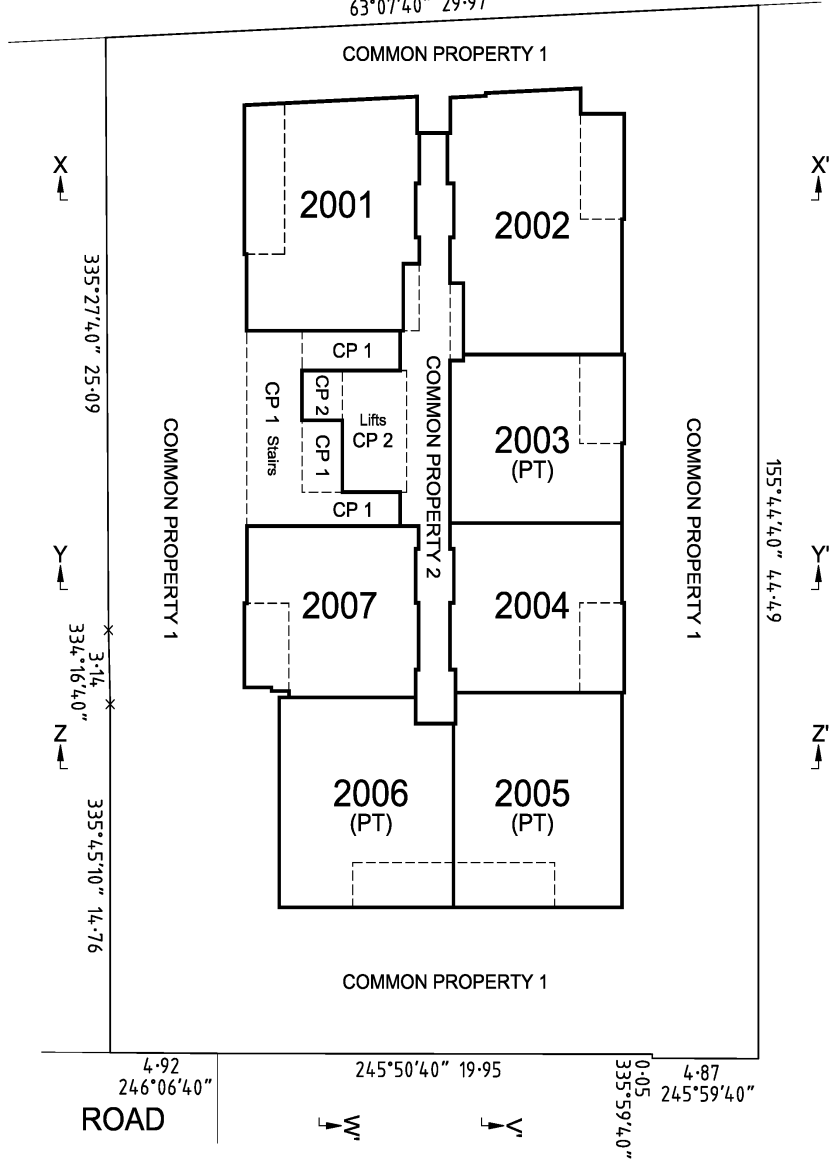 63°07'40" 29·97
COMMON PROPERTY 1
X
X'
2001
2002
335°27'40" 25·09
CP 1
CP 2
Lifts
CP 2
CP 1
Stairs
CP 1
CP 1
COMMON PROPERTY 2
2003
(PT)
COMMON PROPERTY 1
COMMON PROPERTY 1
155°44'40" 44·49
Y
Y'
2007
2004
3·14
334°16'40"
Z
Z'
2006
(PT)
2005
(PT)
335°45'10" 14·76
COMMON PROPERTY 1
4·92
246°06'40"
245°50'40" 19·95
0·05
335°59'40"
4·87
245°59'40"
ROAD
W'
V'